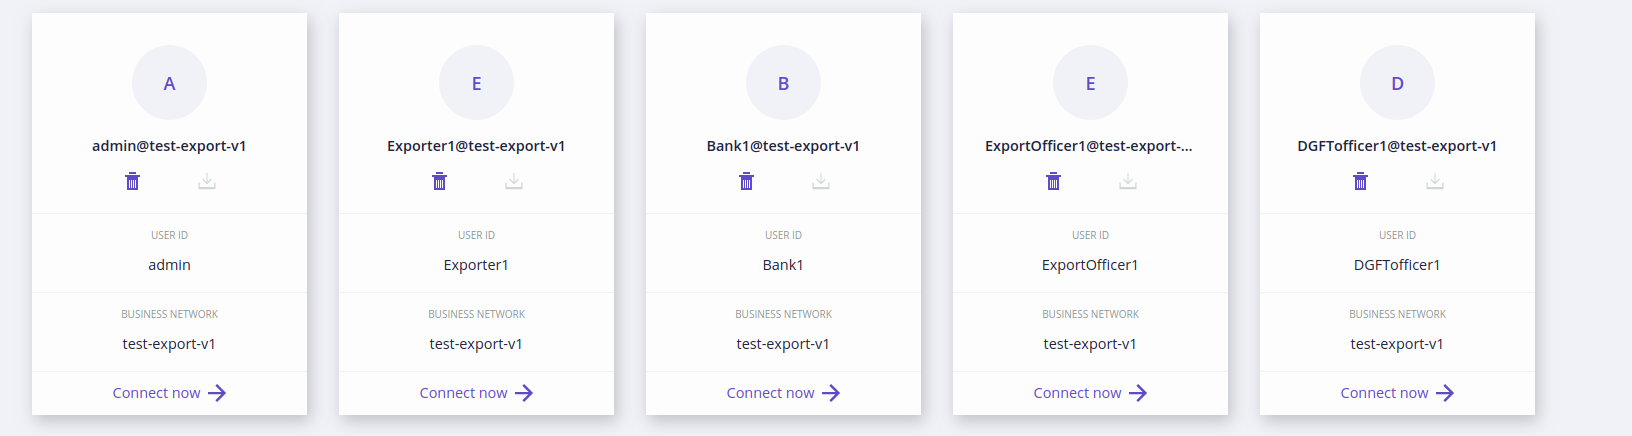 A
admin@test-export-v1
USER ID
admin
BUSINESS NETWORK
test-export-v1
Connect now
E
Exporter1@test-export-v1
USER ID
Exporter1
BUSINESS NETWORK
test-export-v1
Connect now
B
Bank1@test-export-v1
USER ID
Bank1
BUSINESS NETWORK
test-export-v1
Connect now
E
ExportOfficer1@test-export-...
USER ID
ExportOfficer1
BUSINESS NETWORK
test-export-v1
Connect now
D
DGFTofficer1@test-export-v1
USER ID
DGFTofficer1
BUSINESS NETWORK
test-export-v1
Connect now